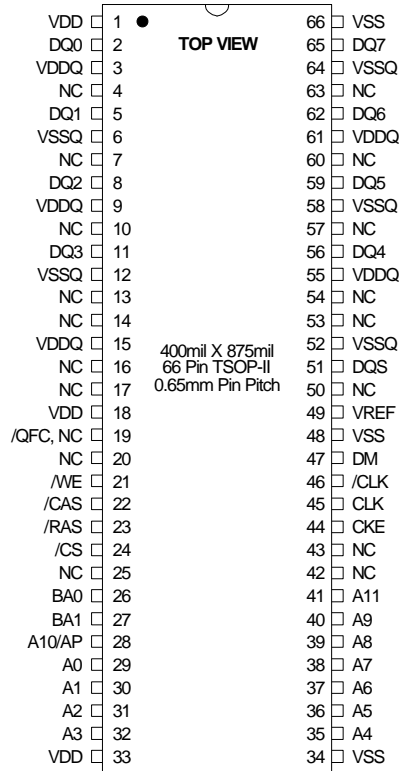 VDD 1 66 VSS
DQ0 2 TOP VIEW 65 DQ7
VDDQ 3 64 VSSQ
NC 4 63 NC
DQ1 5 62 DQ6
VSSQ 6 61 VDDQ
NC 7 60 NC
DQ2 8 59 DQ5
VDDQ 9 58 VSSQ
NC 10 57 NC
DQ3 11 56 DQ4
VSSQ 12 55 VDDQ
NC 13 54 NC
NC 14 53 NC
VDDQ 15 52 VSSQ
400mil X 875mil
NC 16 66 Pin TSOP-II 51 DQS
NC 17 0.65mm Pin Pitch 50 NC
VDD 18 49 VREF
/QFC, NC 19 48 VSS
NC 20 47 DM
/WE 21 46 /CLK
/CAS 22 45 CLK
/RAS 23 44 CKE
/CS 24 43 NC
NC 25 42 NC
BA0 26 41 A11
BA1 27 40 A9
A10/AP 28 39 A8
A0 29 38 A7
A1 30 37 A6
A2 31 36 A5
A3 32 35 A4
VDD 33 34 VSS